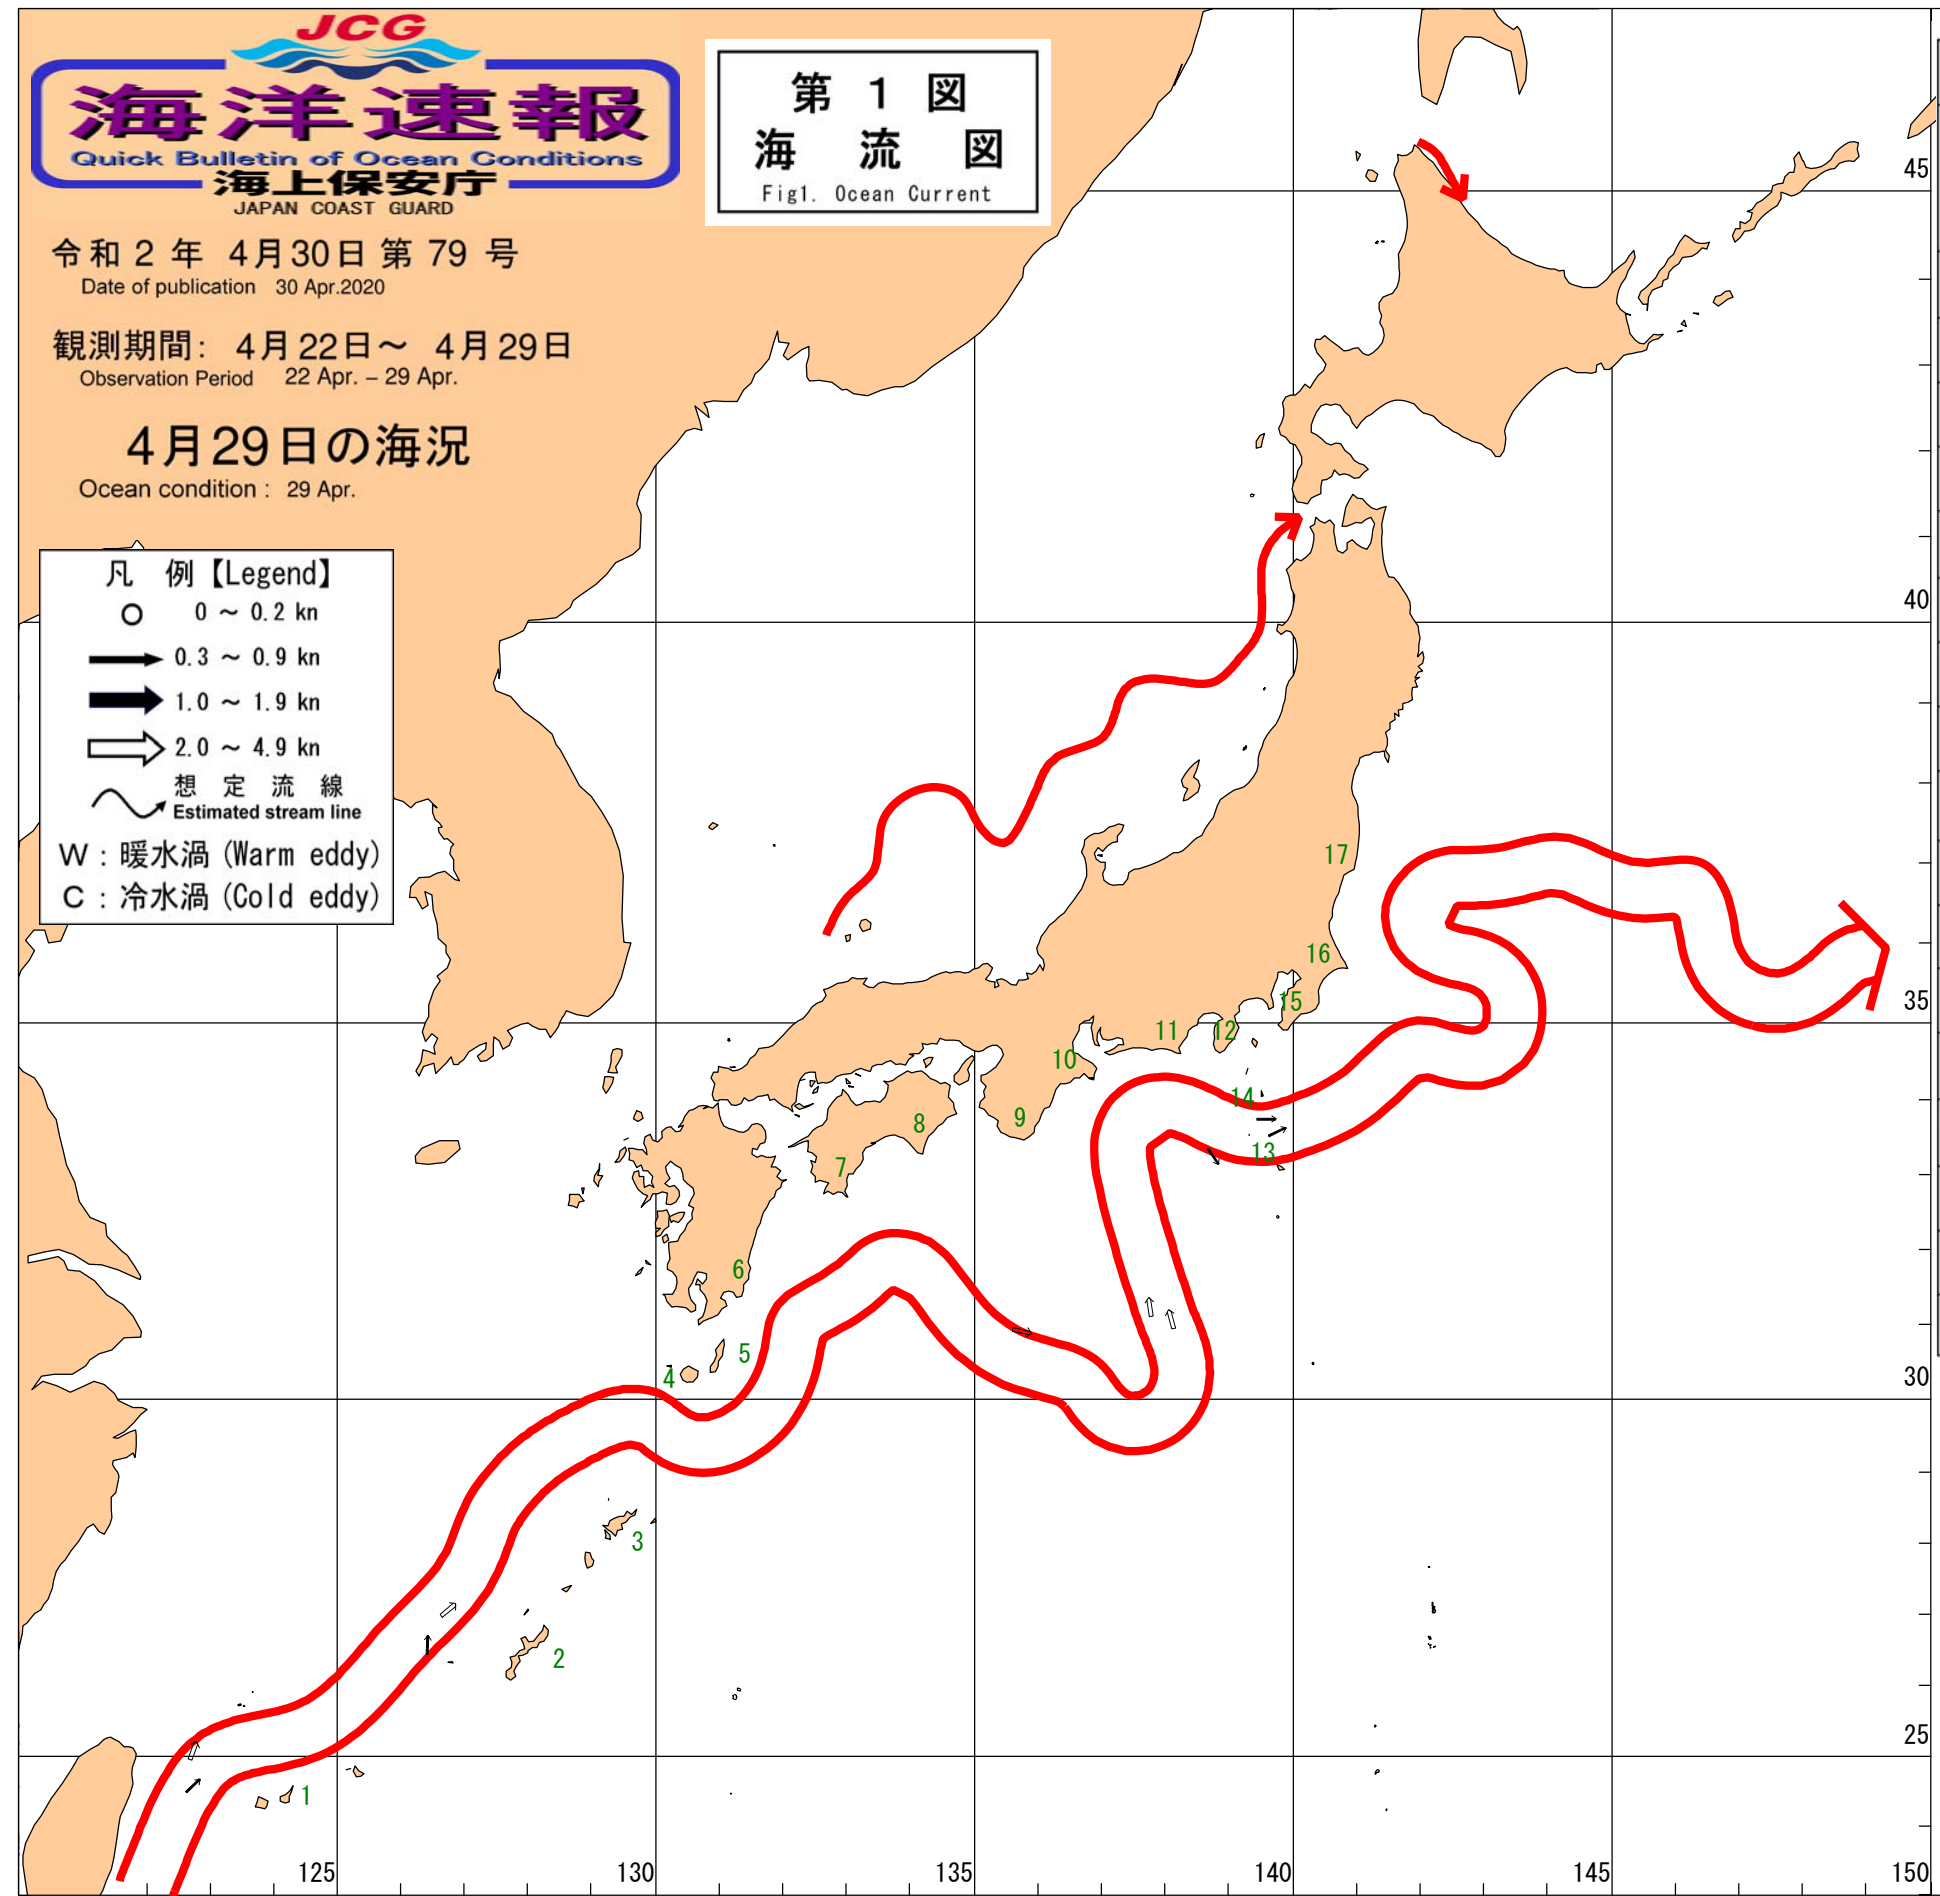 JCG
海洋速報
Quick Bulletin of Ocean Conditions
海上保安庁
JAPAN COAST GUARD
第 1 図
海 流 図
Fig1. Ocean Current
令和 2 年 4月30日 第 79 号
Date of publication 30 Apr.2020
観測期間: 4月22日～ 4月29日
Observation Period 22 Apr. – 29 Apr.
4月29日の海況
Ocean condition : 29 Apr.
凡 例【Legend】
0 ～ 0.2 kn
0.3 ～ 0.9 kn
1.0 ～ 1.9 kn
2.0 ～ 4.9 kn
想 定 流 線
Estimated stream line
W : 暖水渦 (Warm eddy)
C : 冷水渦 (Cold eddy)
45
40
17
16
35
15
12
11
10
14
9
8
13
7
6
5
30
4
3
2
25
1
125
130
135
140
145
150